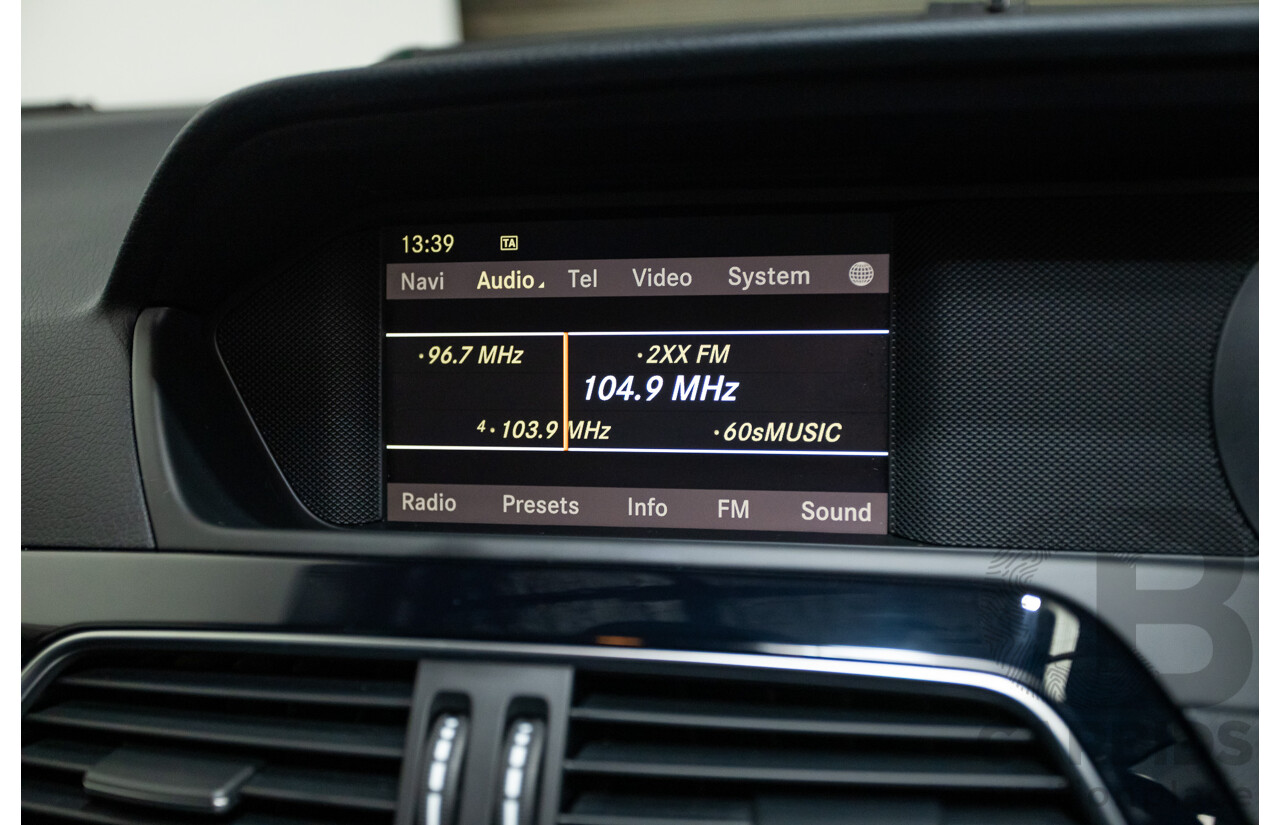 13:39 TA
Navi Audio Tel Video System
·96.7 MHz ·2XX FM
104.9 MHz
4·103.9 MHz ·60sMUSIC
Radio Presets Info FM Sound